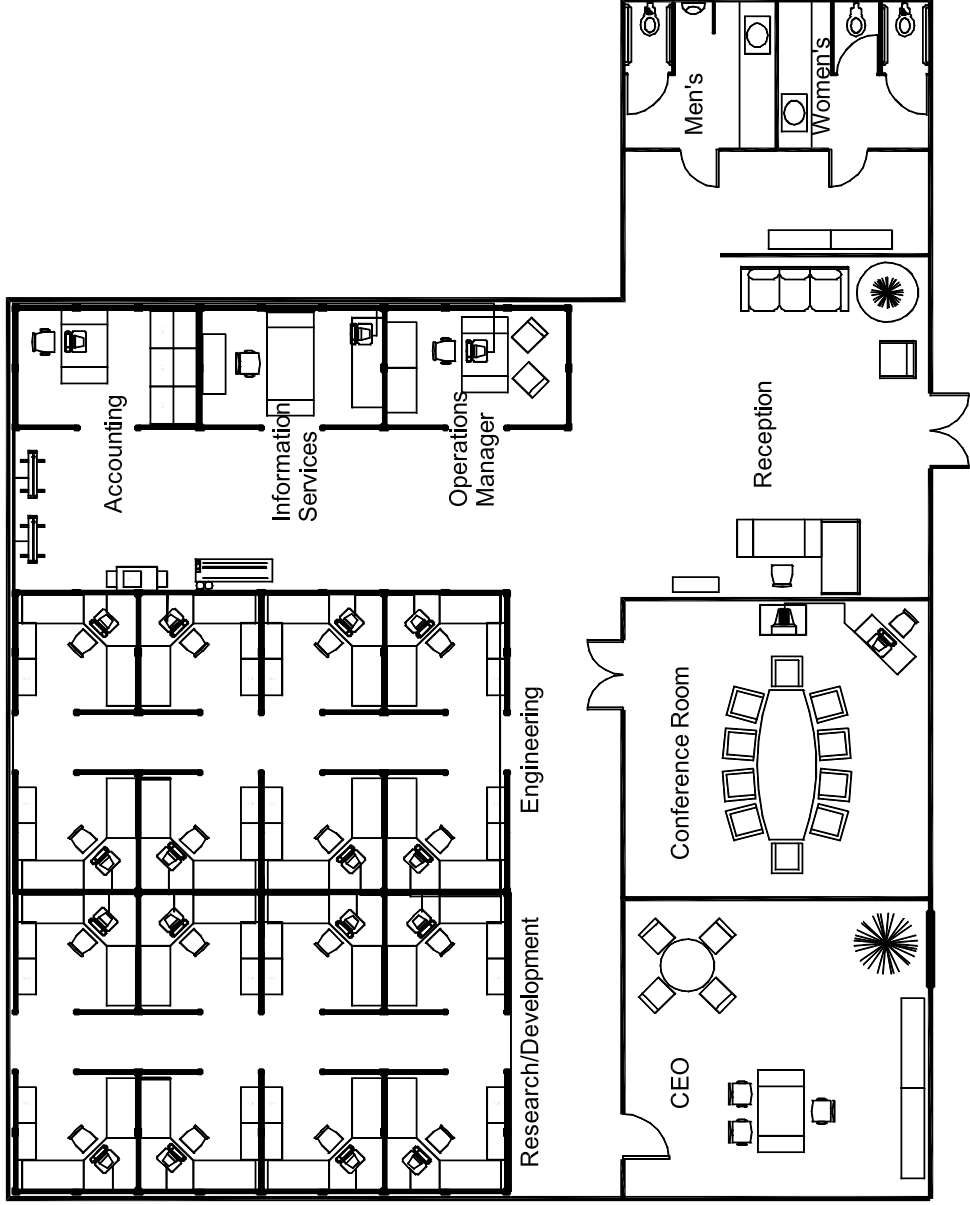 Men's
Women's
Accounting
Information
Services
Operations
Manager
Reception
Engineering
Conference Room
Research/Development
CEO